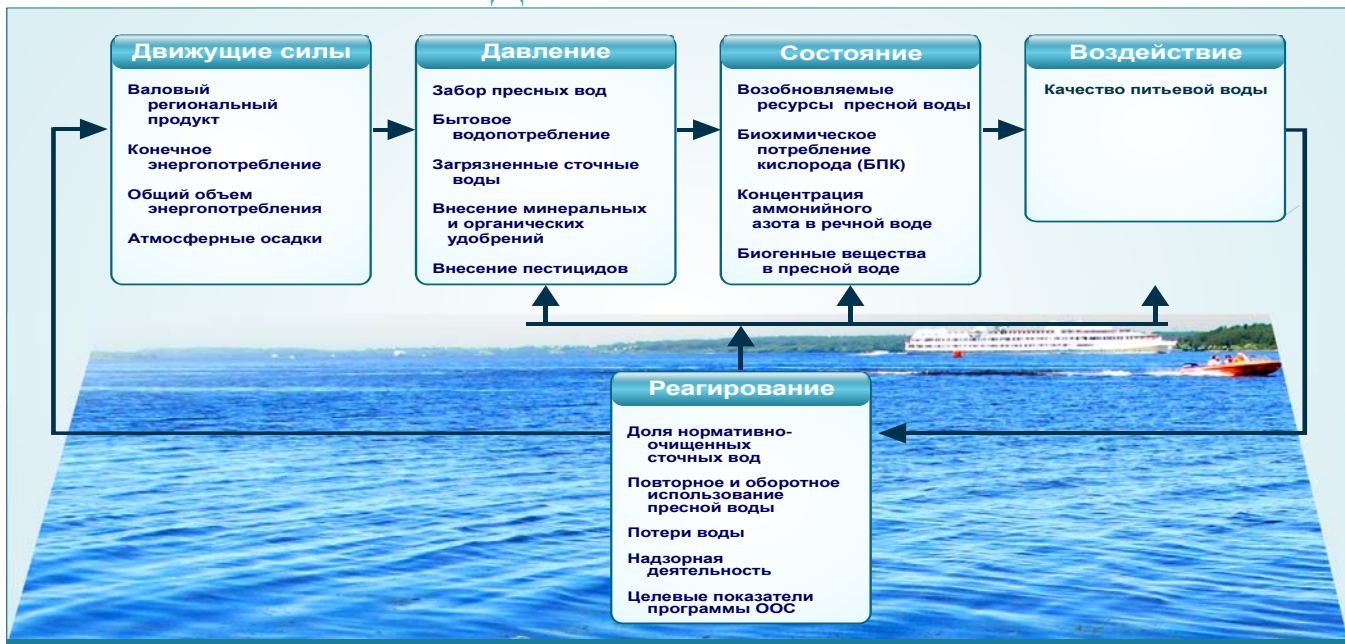 Движущие силы
Валовый
региональный
продукт
Конечное
энергопотребление
Общий объем
энергопотребления
Атмосферные осадки
Давление
Забор пресных вод
Бытовое
водопотребление
Загрязненные сточные
воды
Внесение минеральных
и органических
удобрений
Внесение пестицидов
Состояние
Возобновляемые
ресурсы пресной воды
Биохимическое
потребление
кислорода (БПК)
Концентрация
аммонийного
азота в речной воде
Биогенные вещества
в пресной воде
Воздействие
Качество питьевой воды
Реагирование
Доля нормативно-
очищенных
сточных вод
Повторное и оборотное
использование
пресной воды
Потери воды
Надзорная
деятельность
Целевые показатели
программы ООС